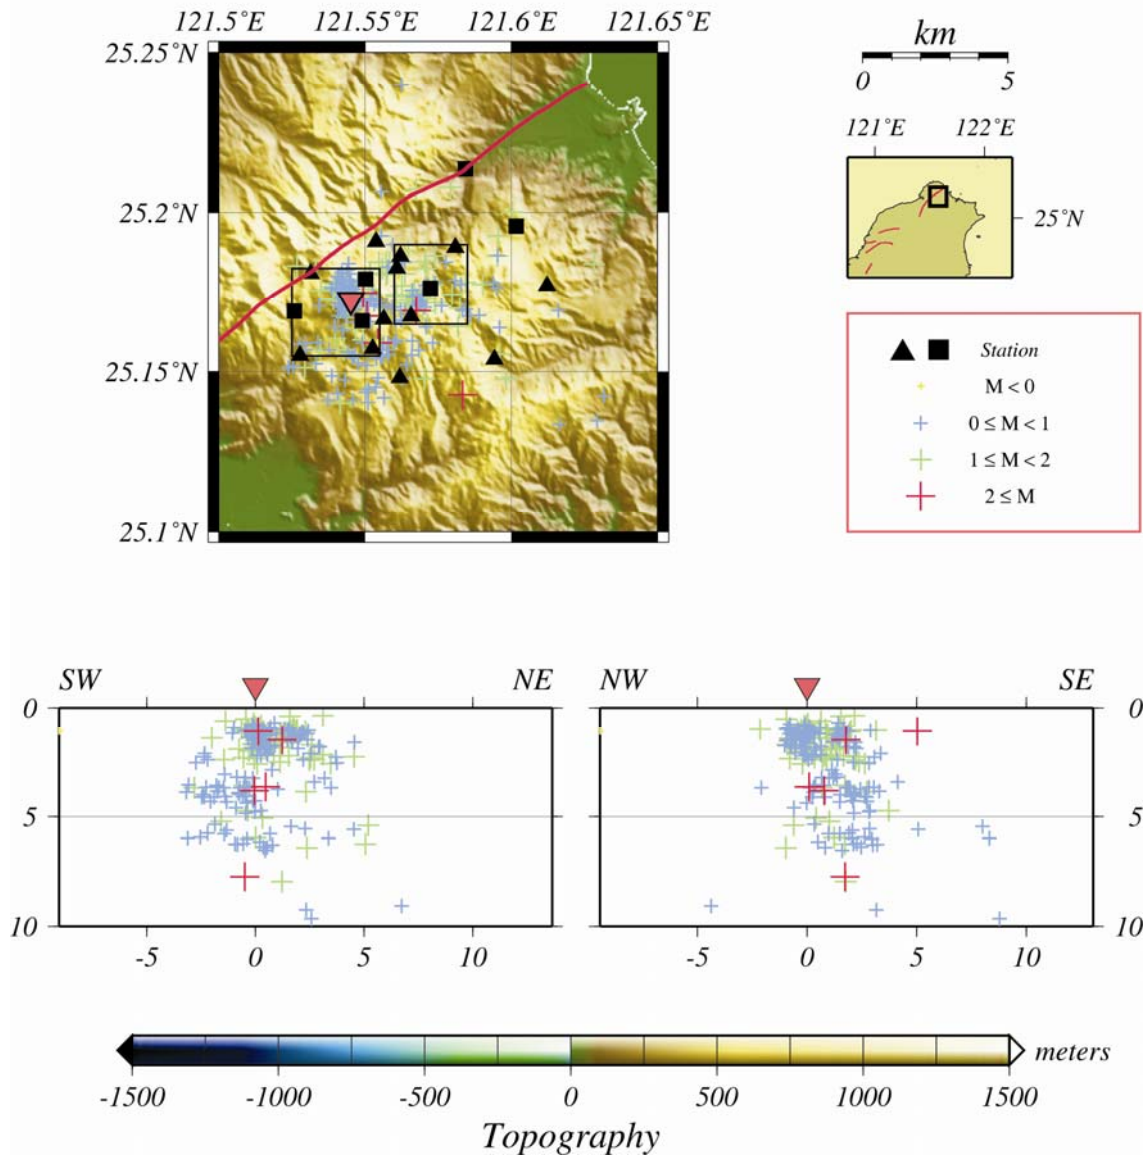 121.5°E 121.55°E 121.6°E 121.65°E
25.25°N
25.2°N
25.15°N
25.1°N
km
0 5
121°E 122°E
25°N
Station
M < 0
0 ≤ M < 1
1 ≤ M < 2
2 ≤ M
SW NE
NW SE
0
5
10
-5 0 5 10
0
5
10
-5 0 5 10
meters
-1500 -1000 -500 0 500 1000 1500
Topography